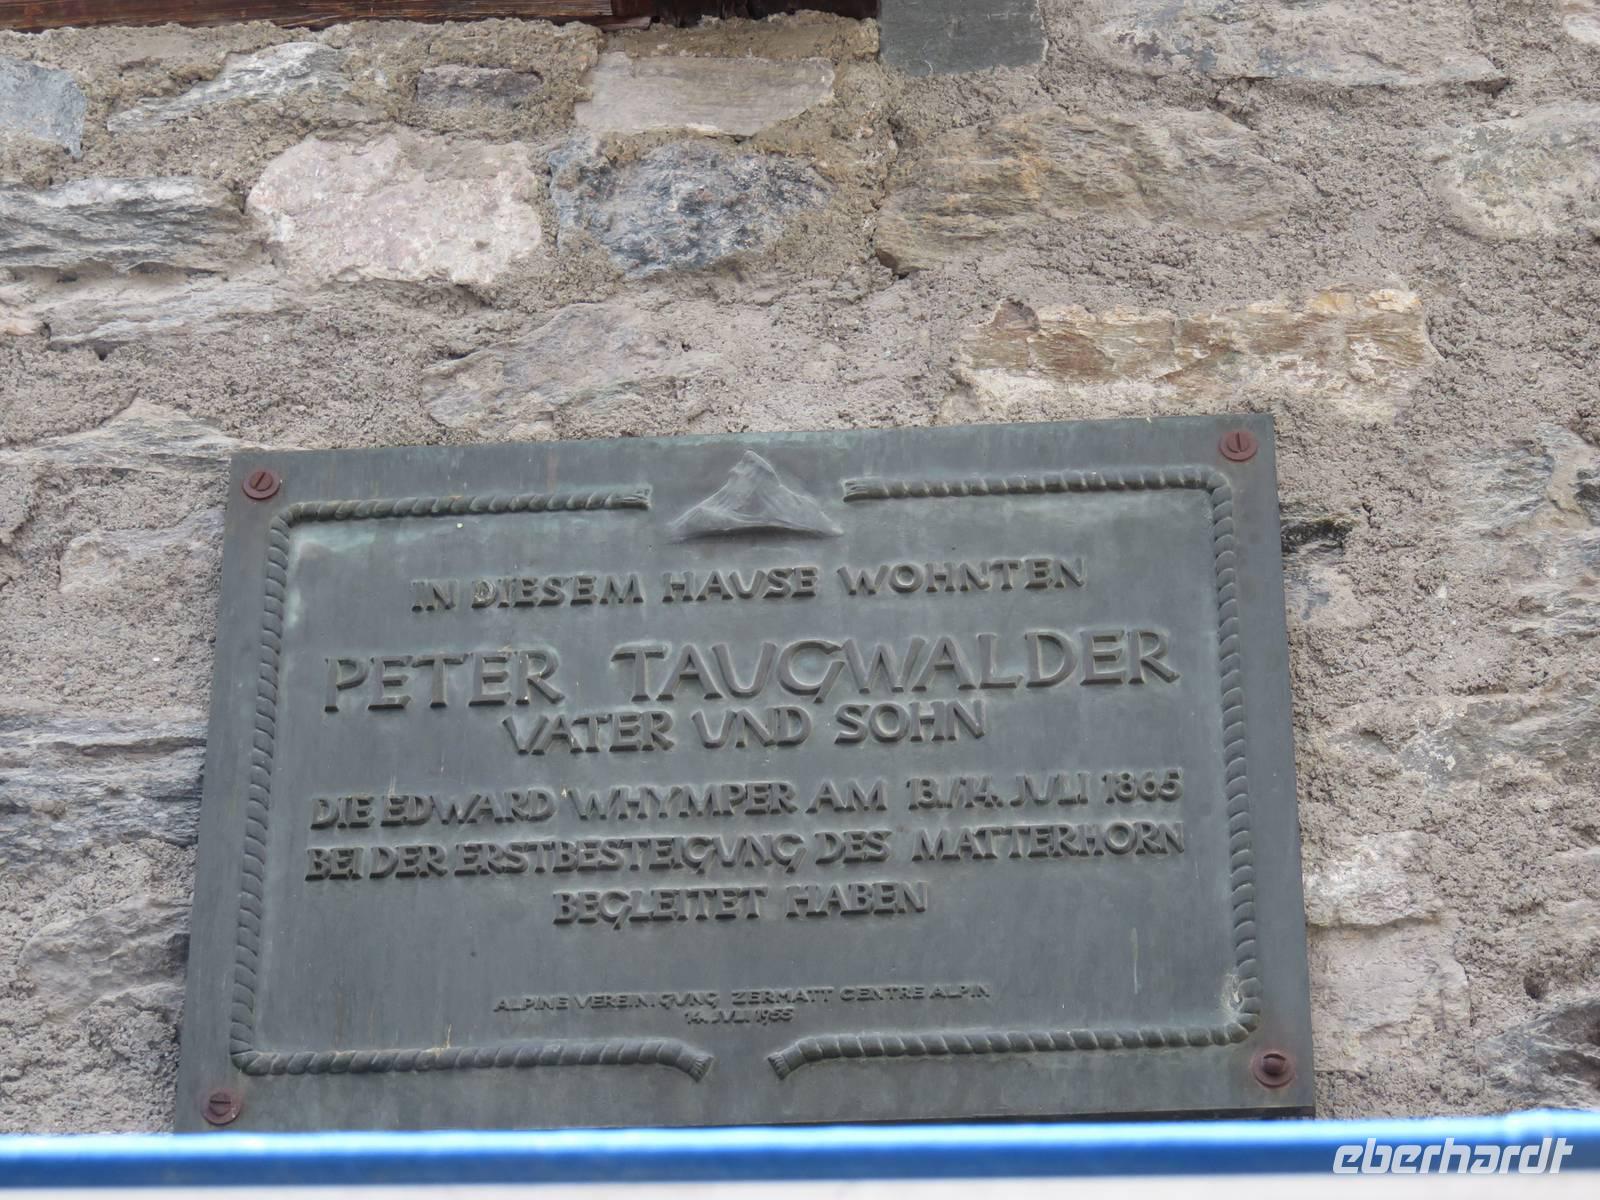 IN DIESEM HAUSE WOHNTEN
PETER TAUGWALDER
VATER UND SOHN
DIE EDWARD WHYMPER AM 13./14. JULI 1865
BEI DER ERSTBESTEIGUNG DES MATTERHORN
BEGLEITET HABEN
ALPINE VEREINIGUNG ZERMATT CENTRE ALPIN
14. JULI 1955
eberhardt